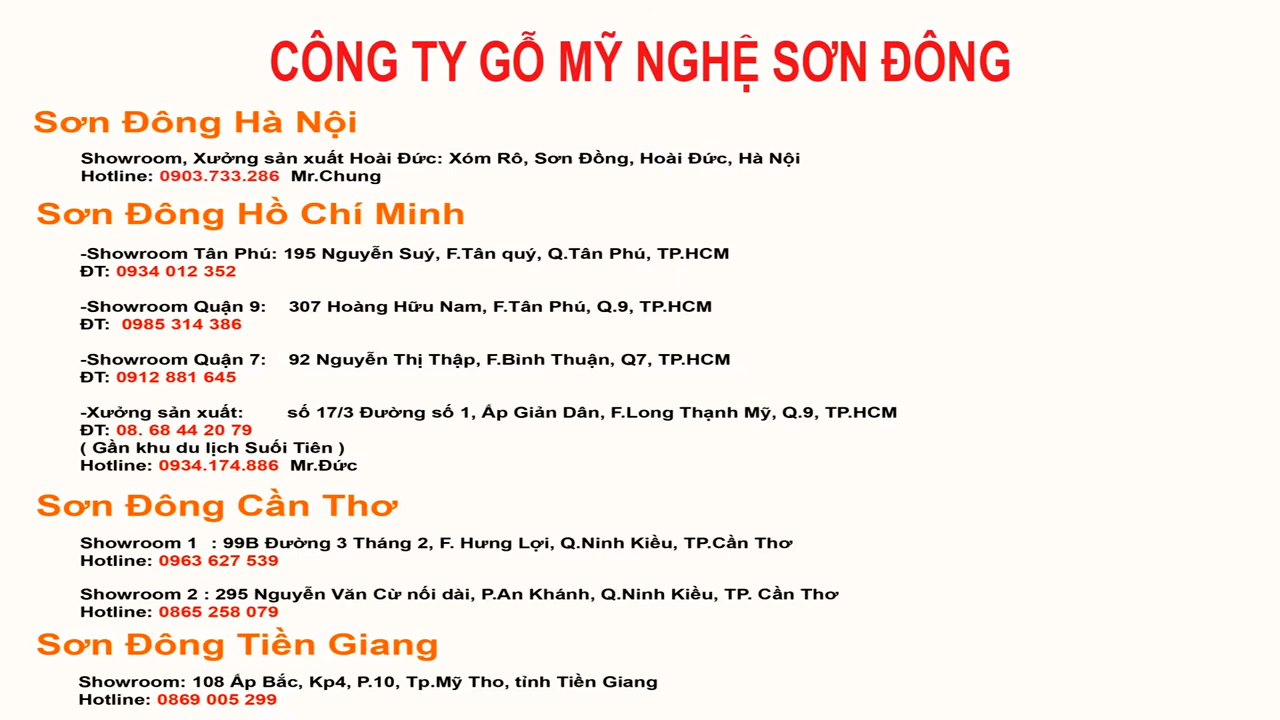 CÔNG TY GỖ MỸ NGHỆ SƠN ĐÔNG
Sơn Đông Hà Nội
Showroom, Xưởng sản xuất Hoài Đức: Xóm Rô, Sơn Đồng, Hoài Đức, Hà Nội
Hotline: 0903.733.286 Mr.Chung
Sơn Đông Hồ Chí Minh
-Showroom Tân Phú: 195 Nguyễn Suý, F.Tân quý, Q.Tân Phú, TP.HCM
ĐT: 0934 012 352
-Showroom Quận 9: 307 Hoàng Hữu Nam, F.Tân Phú, Q.9, TP.HCM
ĐT: 0985 314 386
-Showroom Quận 7: 92 Nguyễn Thị Thập, F.Bình Thuận, Q7, TP.HCM
ĐT: 0912 881 645
-Xưởng sản xuất: số 17/3 Đường số 1, Ấp Giản Dân, F.Long Thạnh Mỹ, Q.9, TP.HCM
ĐT: 08. 68 44 20 79
( Gần khu du lịch Suối Tiên )
Hotline: 0934.174.886 Mr.Đức
Sơn Đông Cần Thơ
Showroom 1 : 99B Đường 3 Tháng 2, F. Hưng Lợi, Q.Ninh Kiều, TP.Cần Thơ
Hotline: 0963 627 539
Showroom 2 : 295 Nguyễn Văn Cừ nối dài, P.An Khánh, Q.Ninh Kiều, TP. Cần Thơ
Hotline: 0865 258 079
Sơn Đông Tiền Giang
Showroom: 108 Ấp Bắc, Kp4, P.10, Tp.Mỹ Tho, tỉnh Tiền Giang
Hotline: 0869 005 299